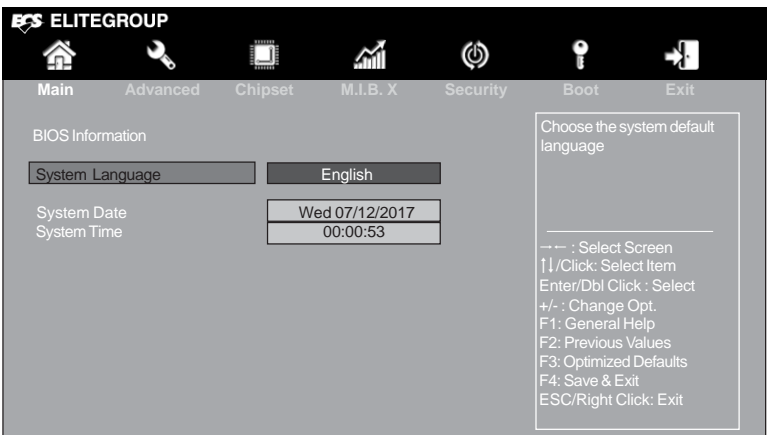 ECS ELITEGROUP
Main Advanced Chipset M.I.B. X Security Boot Exit
BIOS Information
System Language English
System Date Wed 07/12/2017
System Time 00:00:53
Choose the system default
language
→← : Select Screen
↑↓/Click: Select Item
Enter/Dbl Click : Select
+/- : Change Opt.
F1: General Help
F2: Previous Values
F3: Optimized Defaults
F4: Save & Exit
ESC/Right Click: Exit